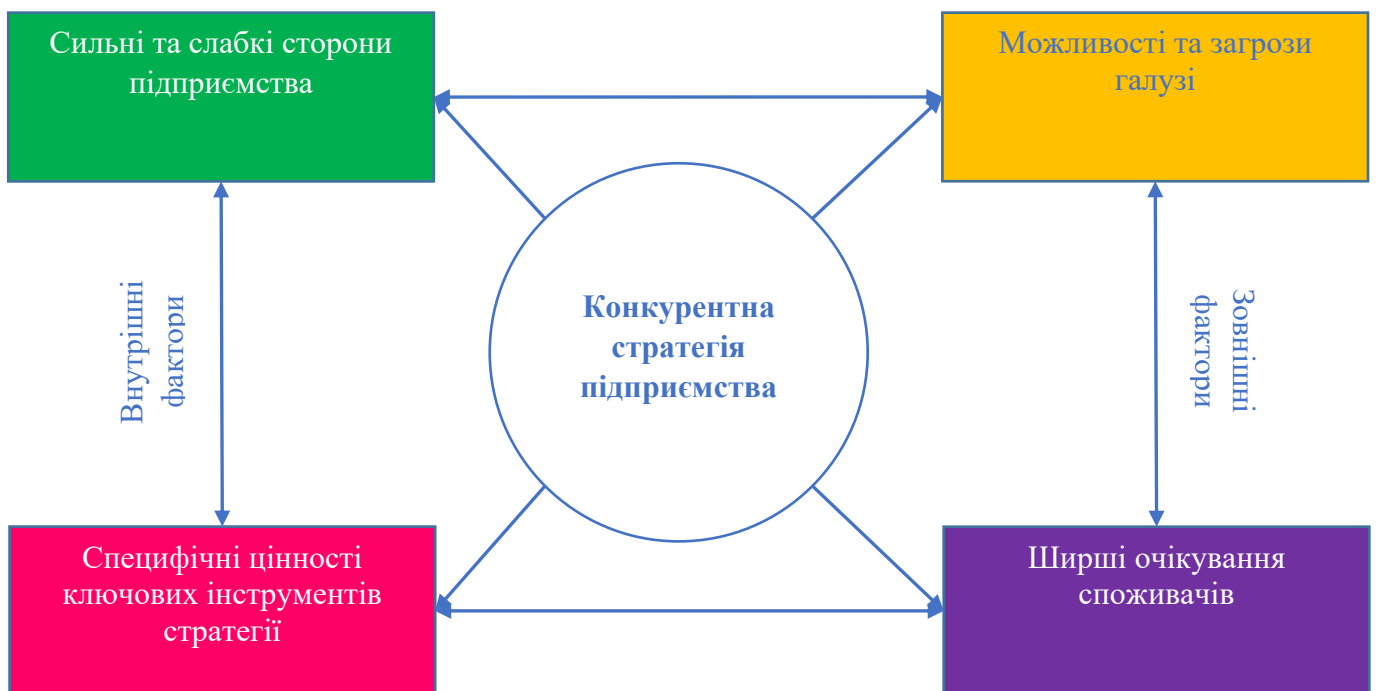 Сильні та слабкі сторони
підприємства
Можливості та загрози
галузі
Внутрішні
фактори
Конкурентна
стратегія
підприємства
Зовнішні
фактори
Специфічні цінності
ключових інструментів
стратегії
Ширші очікування
споживачів